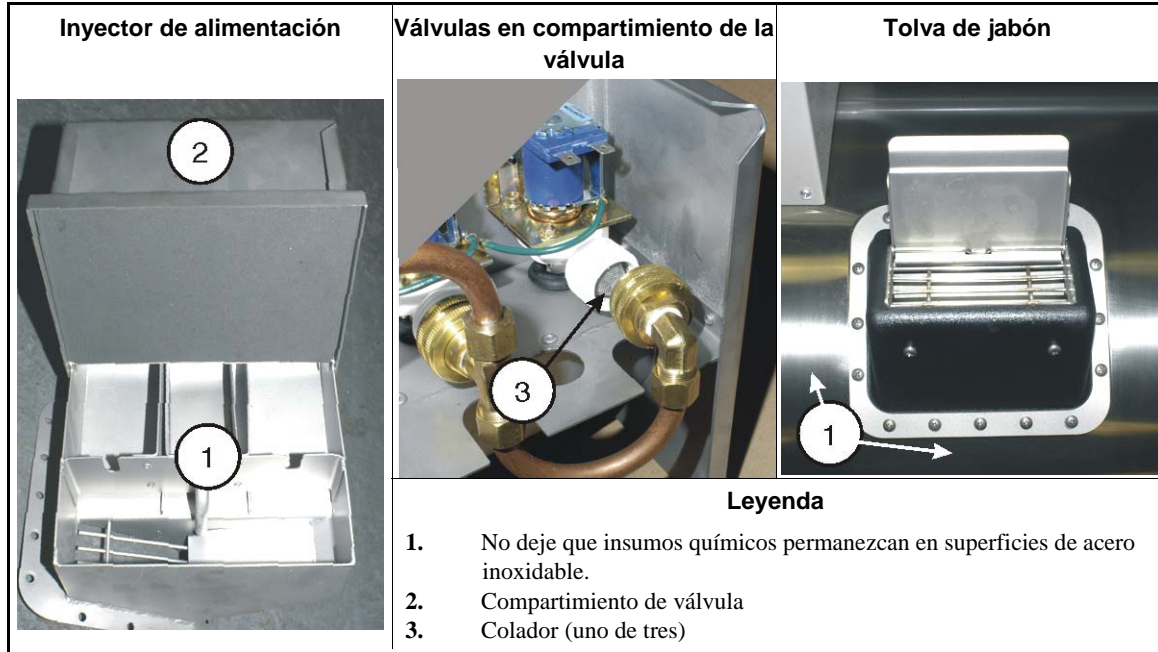 Inyector de alimentación
2
1
Válvulas en compartimiento de la
válvula
3
Tolva de jabón
1
Leyenda
1. No deje que insumos químicos permanezcan en superficies de acero
inoxidable.
2. Compartimiento de válvula
3. Colador (uno de tres)